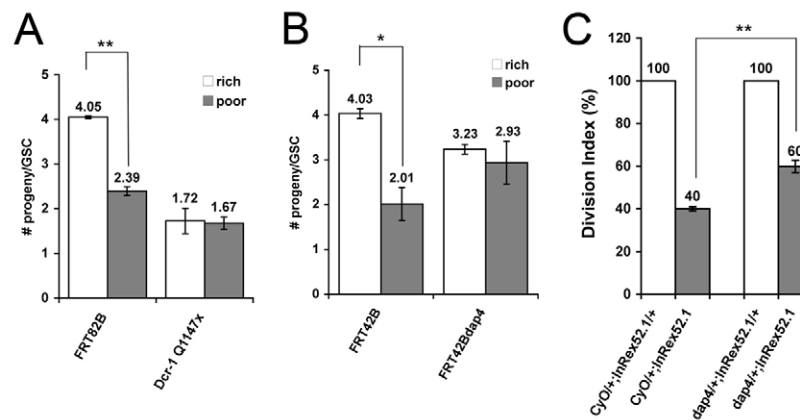 A
**
rich
poor
5
4
3
2
1
0
# progeny/GSC
4.05
2.39
1.72
1.67
FRT82B
Dcr-1 Q1147x
B
*
rich
poor
5
4
3
2
1
0
# progeny/GSC
4.03
2.01
3.23
2.93
FRT42B
FRT42Bdap4
C
**
120
100
80
60
40
20
0
Division Index (%)
100
40
100
60
CyO/+;InRex52.1/+
CyO/+;InRex52.1
dap4/+;InRex52.1/+
dap4/+;InRex52.1